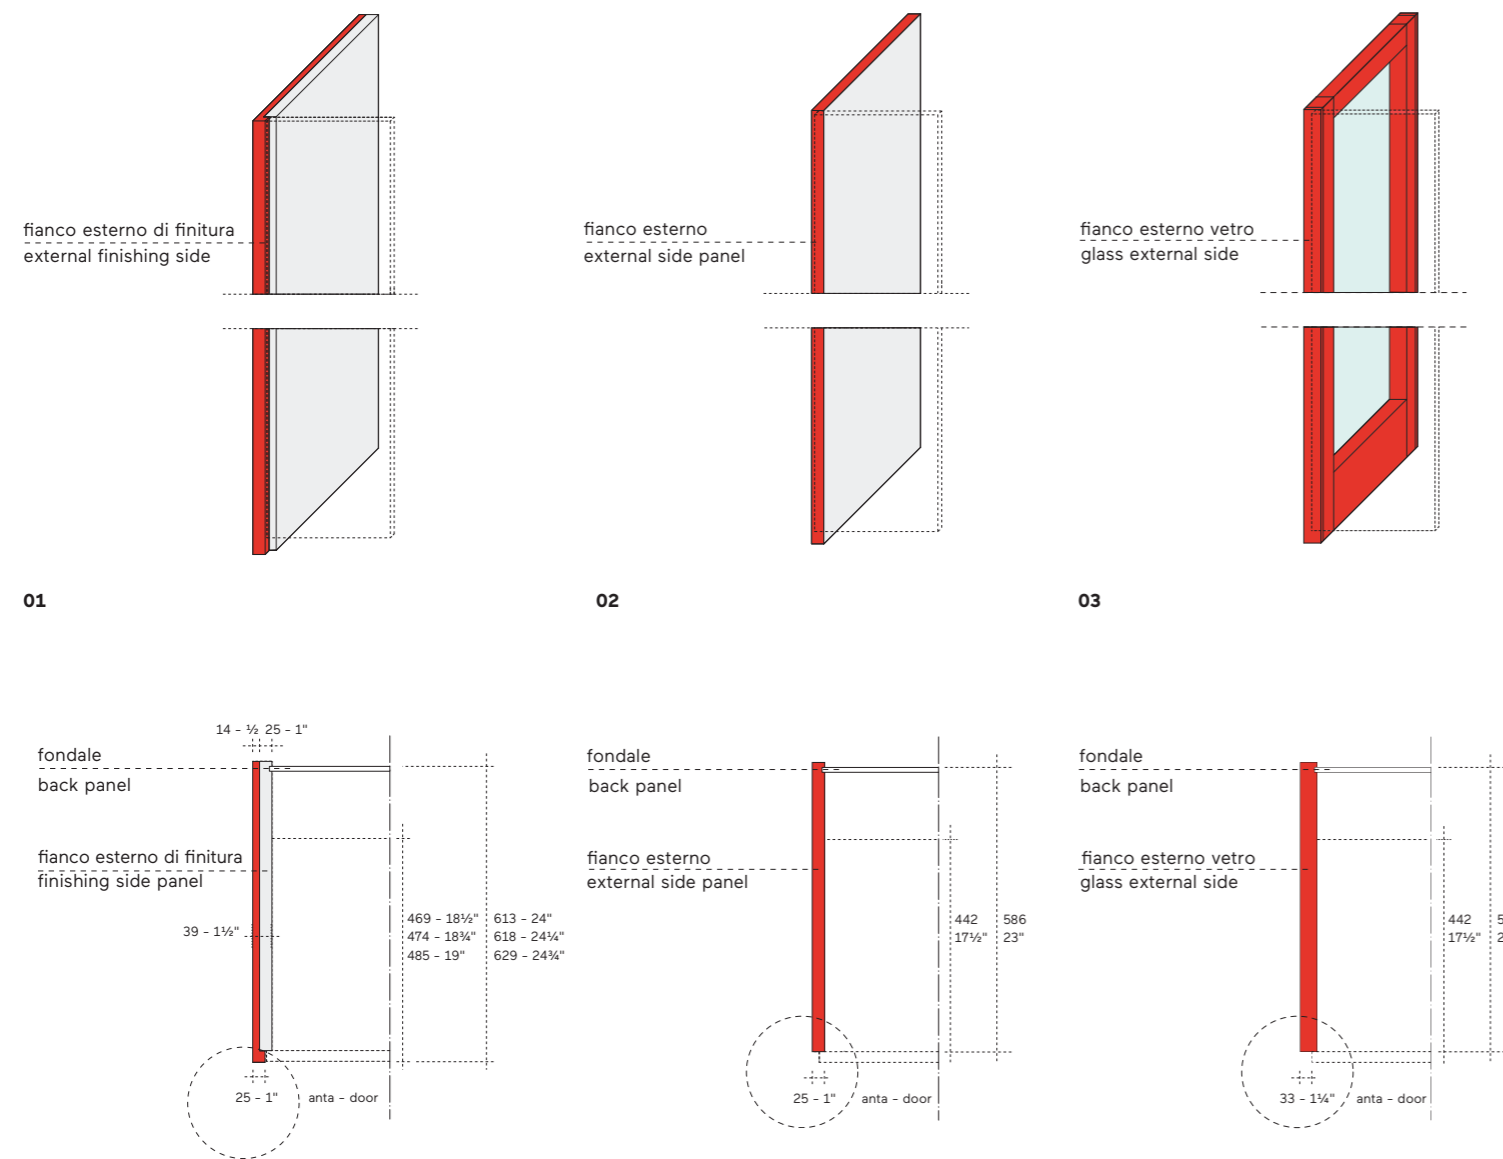 fianco esterno di finitura
external finishing side
fianco esterno
external side panel
fianco esterno vetro
glass external side
01
02
03
14 - ½ 25 - 1"
fondale
back panel
fianco esterno di finitura
finishing side panel
39 - 1½"
469 - 18½"
474 - 18¾"
485 - 19"
613 - 24"
618 - 24¼"
629 - 24¾"
25 - 1"
anta - door
fondale
back panel
fianco esterno
external side panel
442
17½"
586
23"
25 - 1"
anta - door
fondale
back panel
fianco esterno vetro
glass external side
442
17½"
33 - 1¼"
anta - door